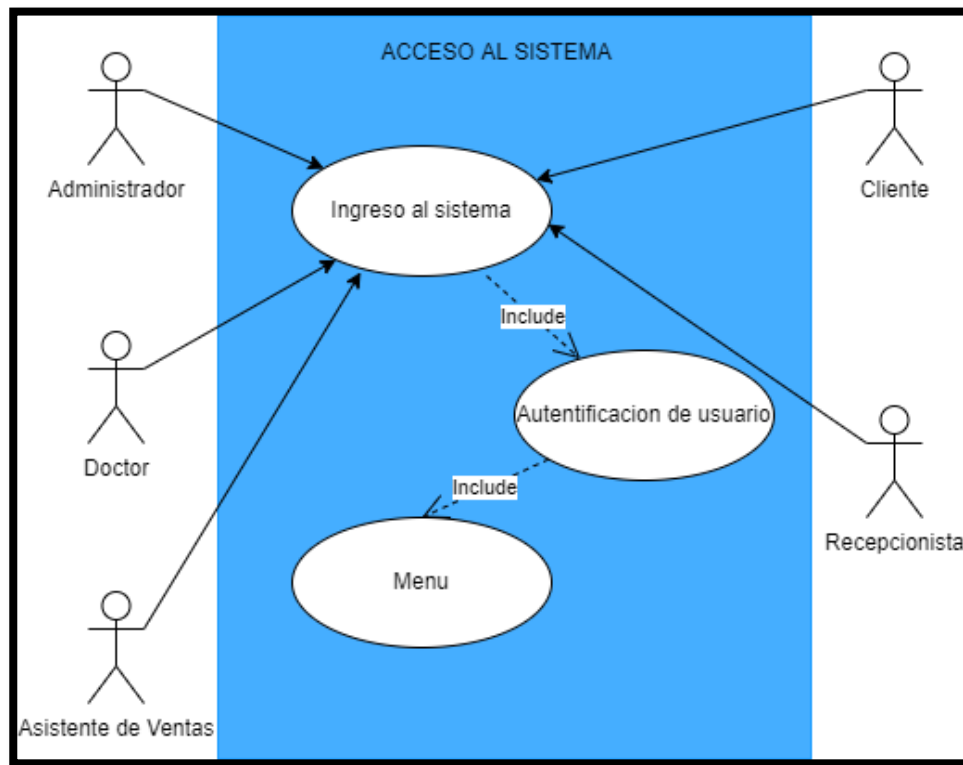 ACCESO AL SISTEMA
Administrador
Cliente
Ingreso al sistema
Include
Autentificacion de usuario
Doctor
Include
Recepcionista
Menu
Asistente de Ventas